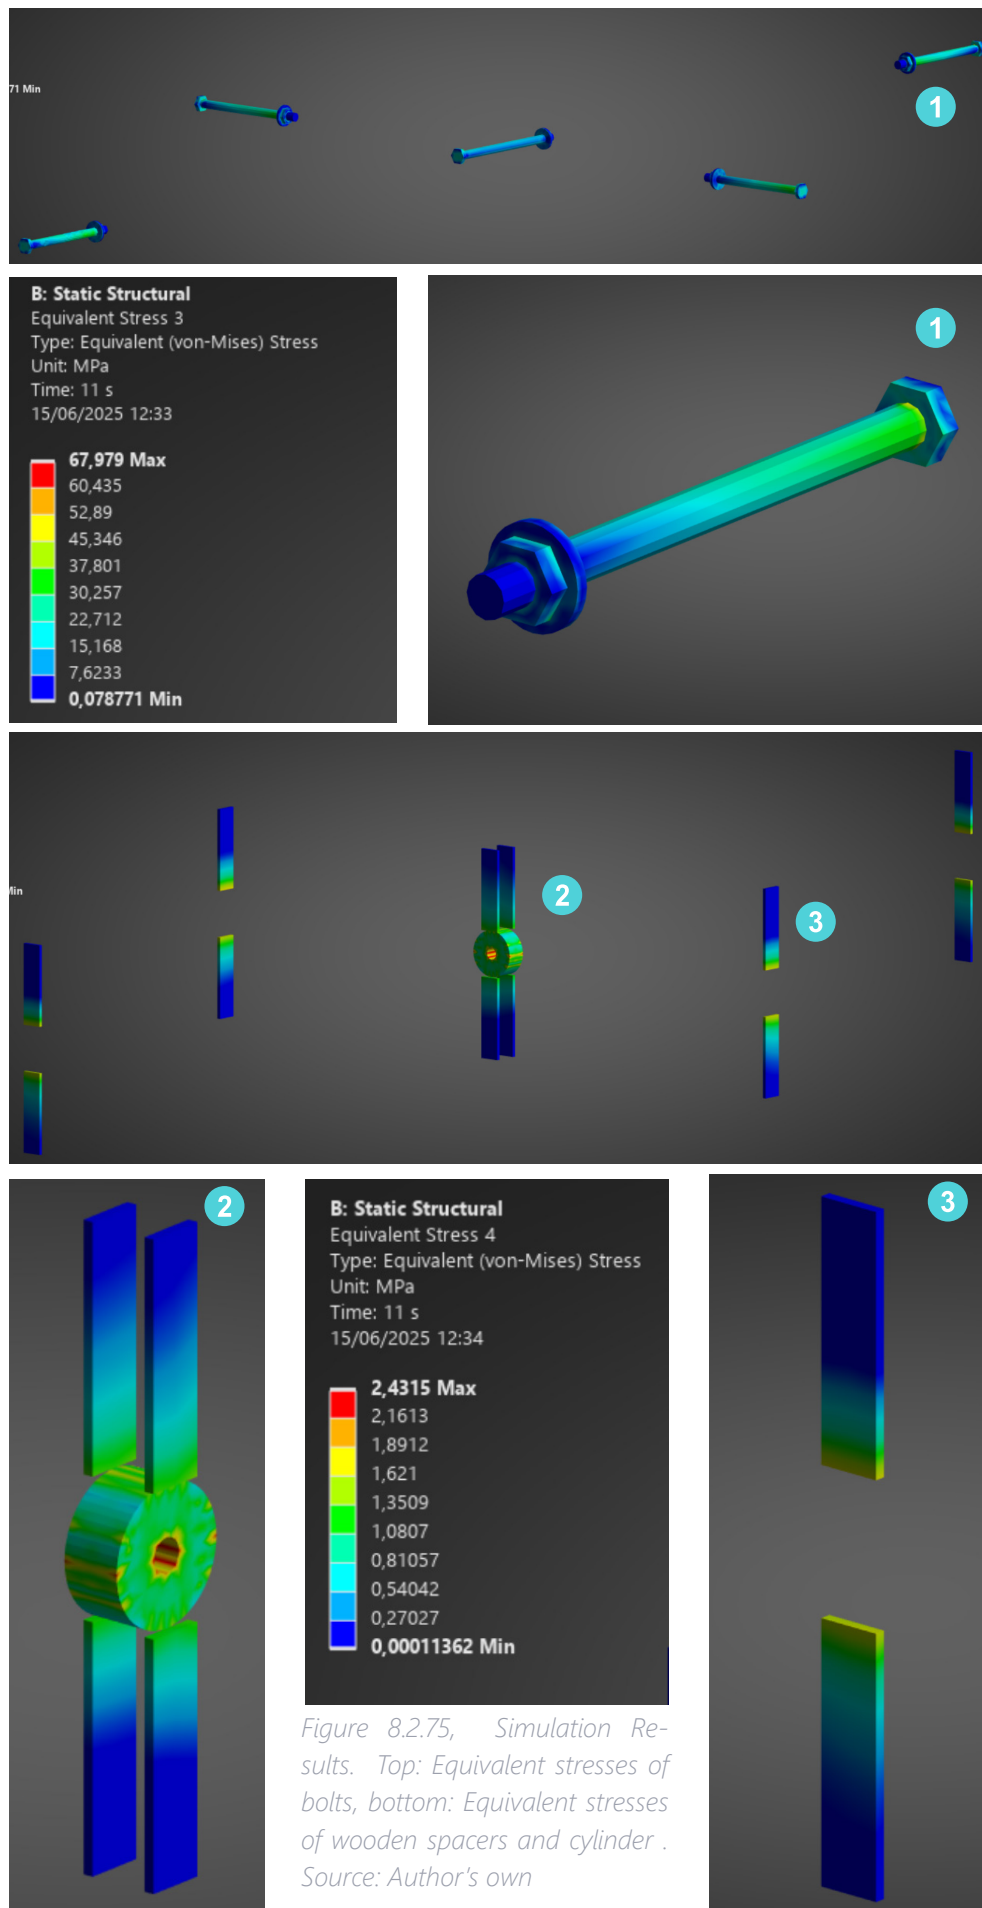 71 Min
1
B: Static Structural
Equivalent Stress 3
Type: Equivalent (von-Mises) Stress
Unit: MPa
Time: 11 s
15/06/2025 12:33
67,979 Max
60,435
52,89
45,346
37,801
30,257
22,712
15,168
7,6233
0,078771 Min
1
Min
2
3
2
B: Static Structural
Equivalent Stress 4
Type: Equivalent (von-Mises) Stress
Unit: MPa
Time: 11 s
15/06/2025 12:34
2,4315 Max
2,1613
1,8912
1,621
1,3509
1,0807
0,81057
0,54042
0,27027
0,00011362 Min
3
Figure 8.2.75, Simulation Re-
sults. Top: Equivalent stresses of
bolts, bottom: Equivalent stresses
of wooden spacers and cylinder .
Source: Author's own